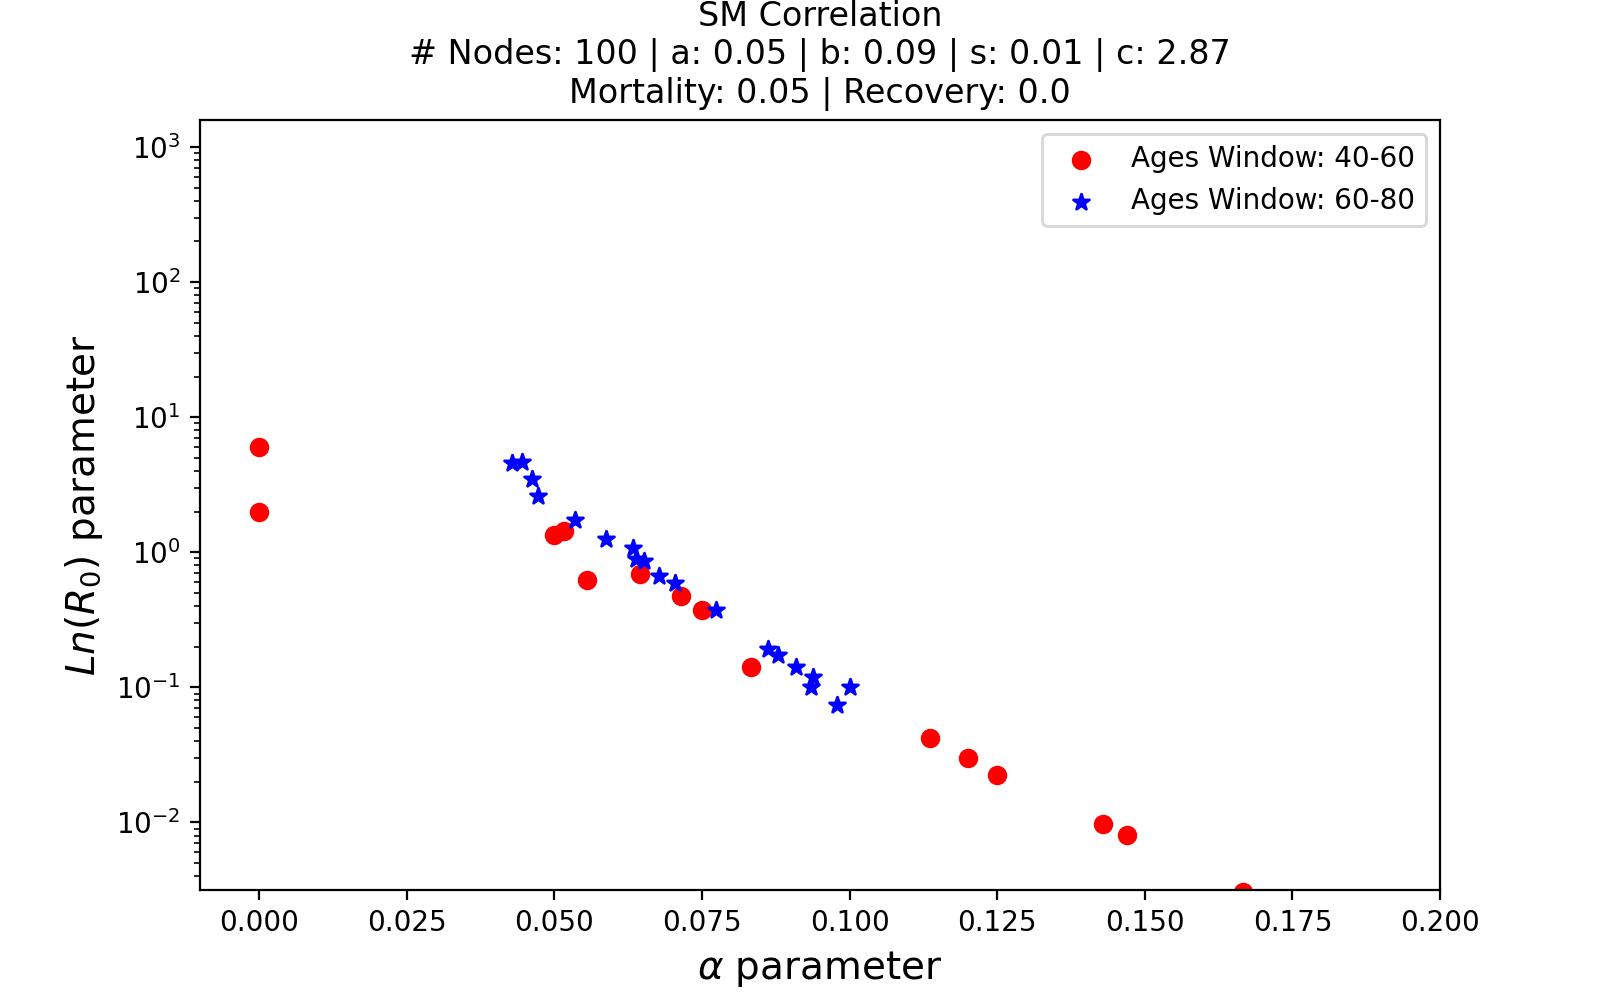 SM Correlation
# Nodes: 100 | a: 0.05 | b: 0.09 | s: 0.01 | c: 2.87
Mortality: 0.05 | Recovery: 0.0
Ages Window: 40-60
Ages Window: 60-80
10³
10²
10¹
10⁰
10⁻¹
10⁻²
Ln(R₀) parameter
0.000 0.025 0.050 0.075 0.100 0.125 0.150 0.175 0.200
α parameter